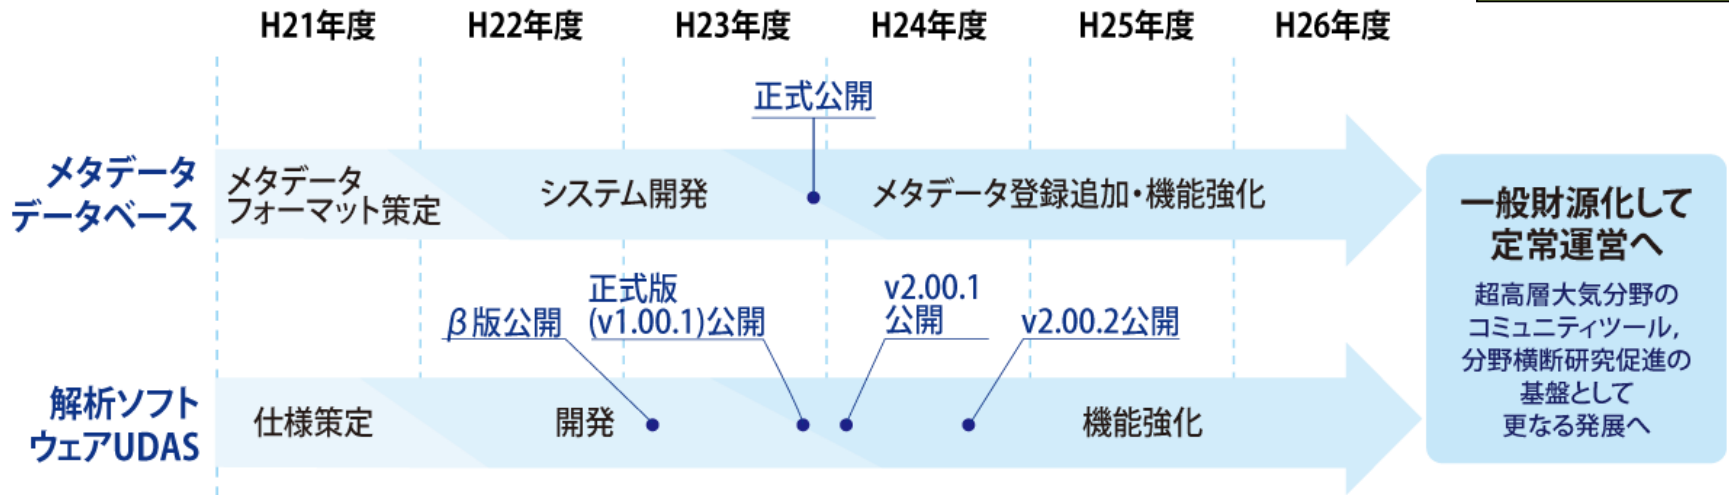 H21年度 H22年度 H23年度 H24年度 H25年度 H26年度
正式公開
メタデータ
データベース
メタデータ
フォーマット策定
システム開発
メタデータ登録追加・機能強化
β版公開
正式版
(v1.00.1)公開
v2.00.1
公開
v2.00.2公開
解析ソフト
ウェアUDAS
仕様策定
開発
機能強化
一般財源化して
定常運営へ
超高層大気分野の
コミュニティツール,
分野横断研究促進の
基盤として
更なる発展へ